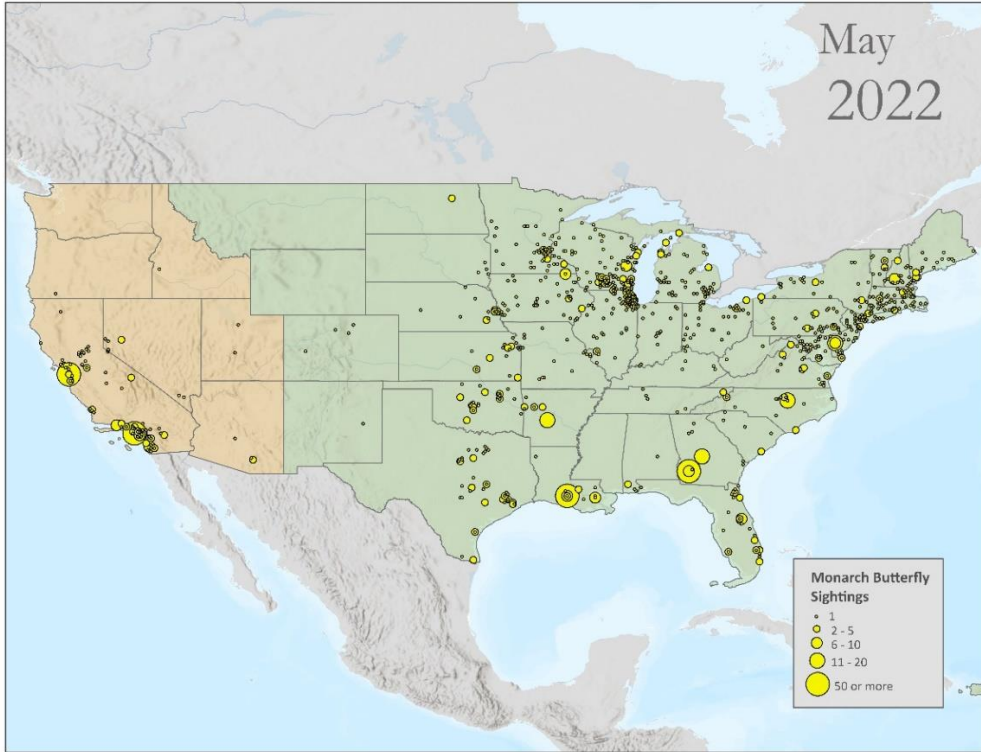 May
2022
Monarch Butterfly
Sightings
1
2 - 5
6 - 10
11 - 20
50 or more